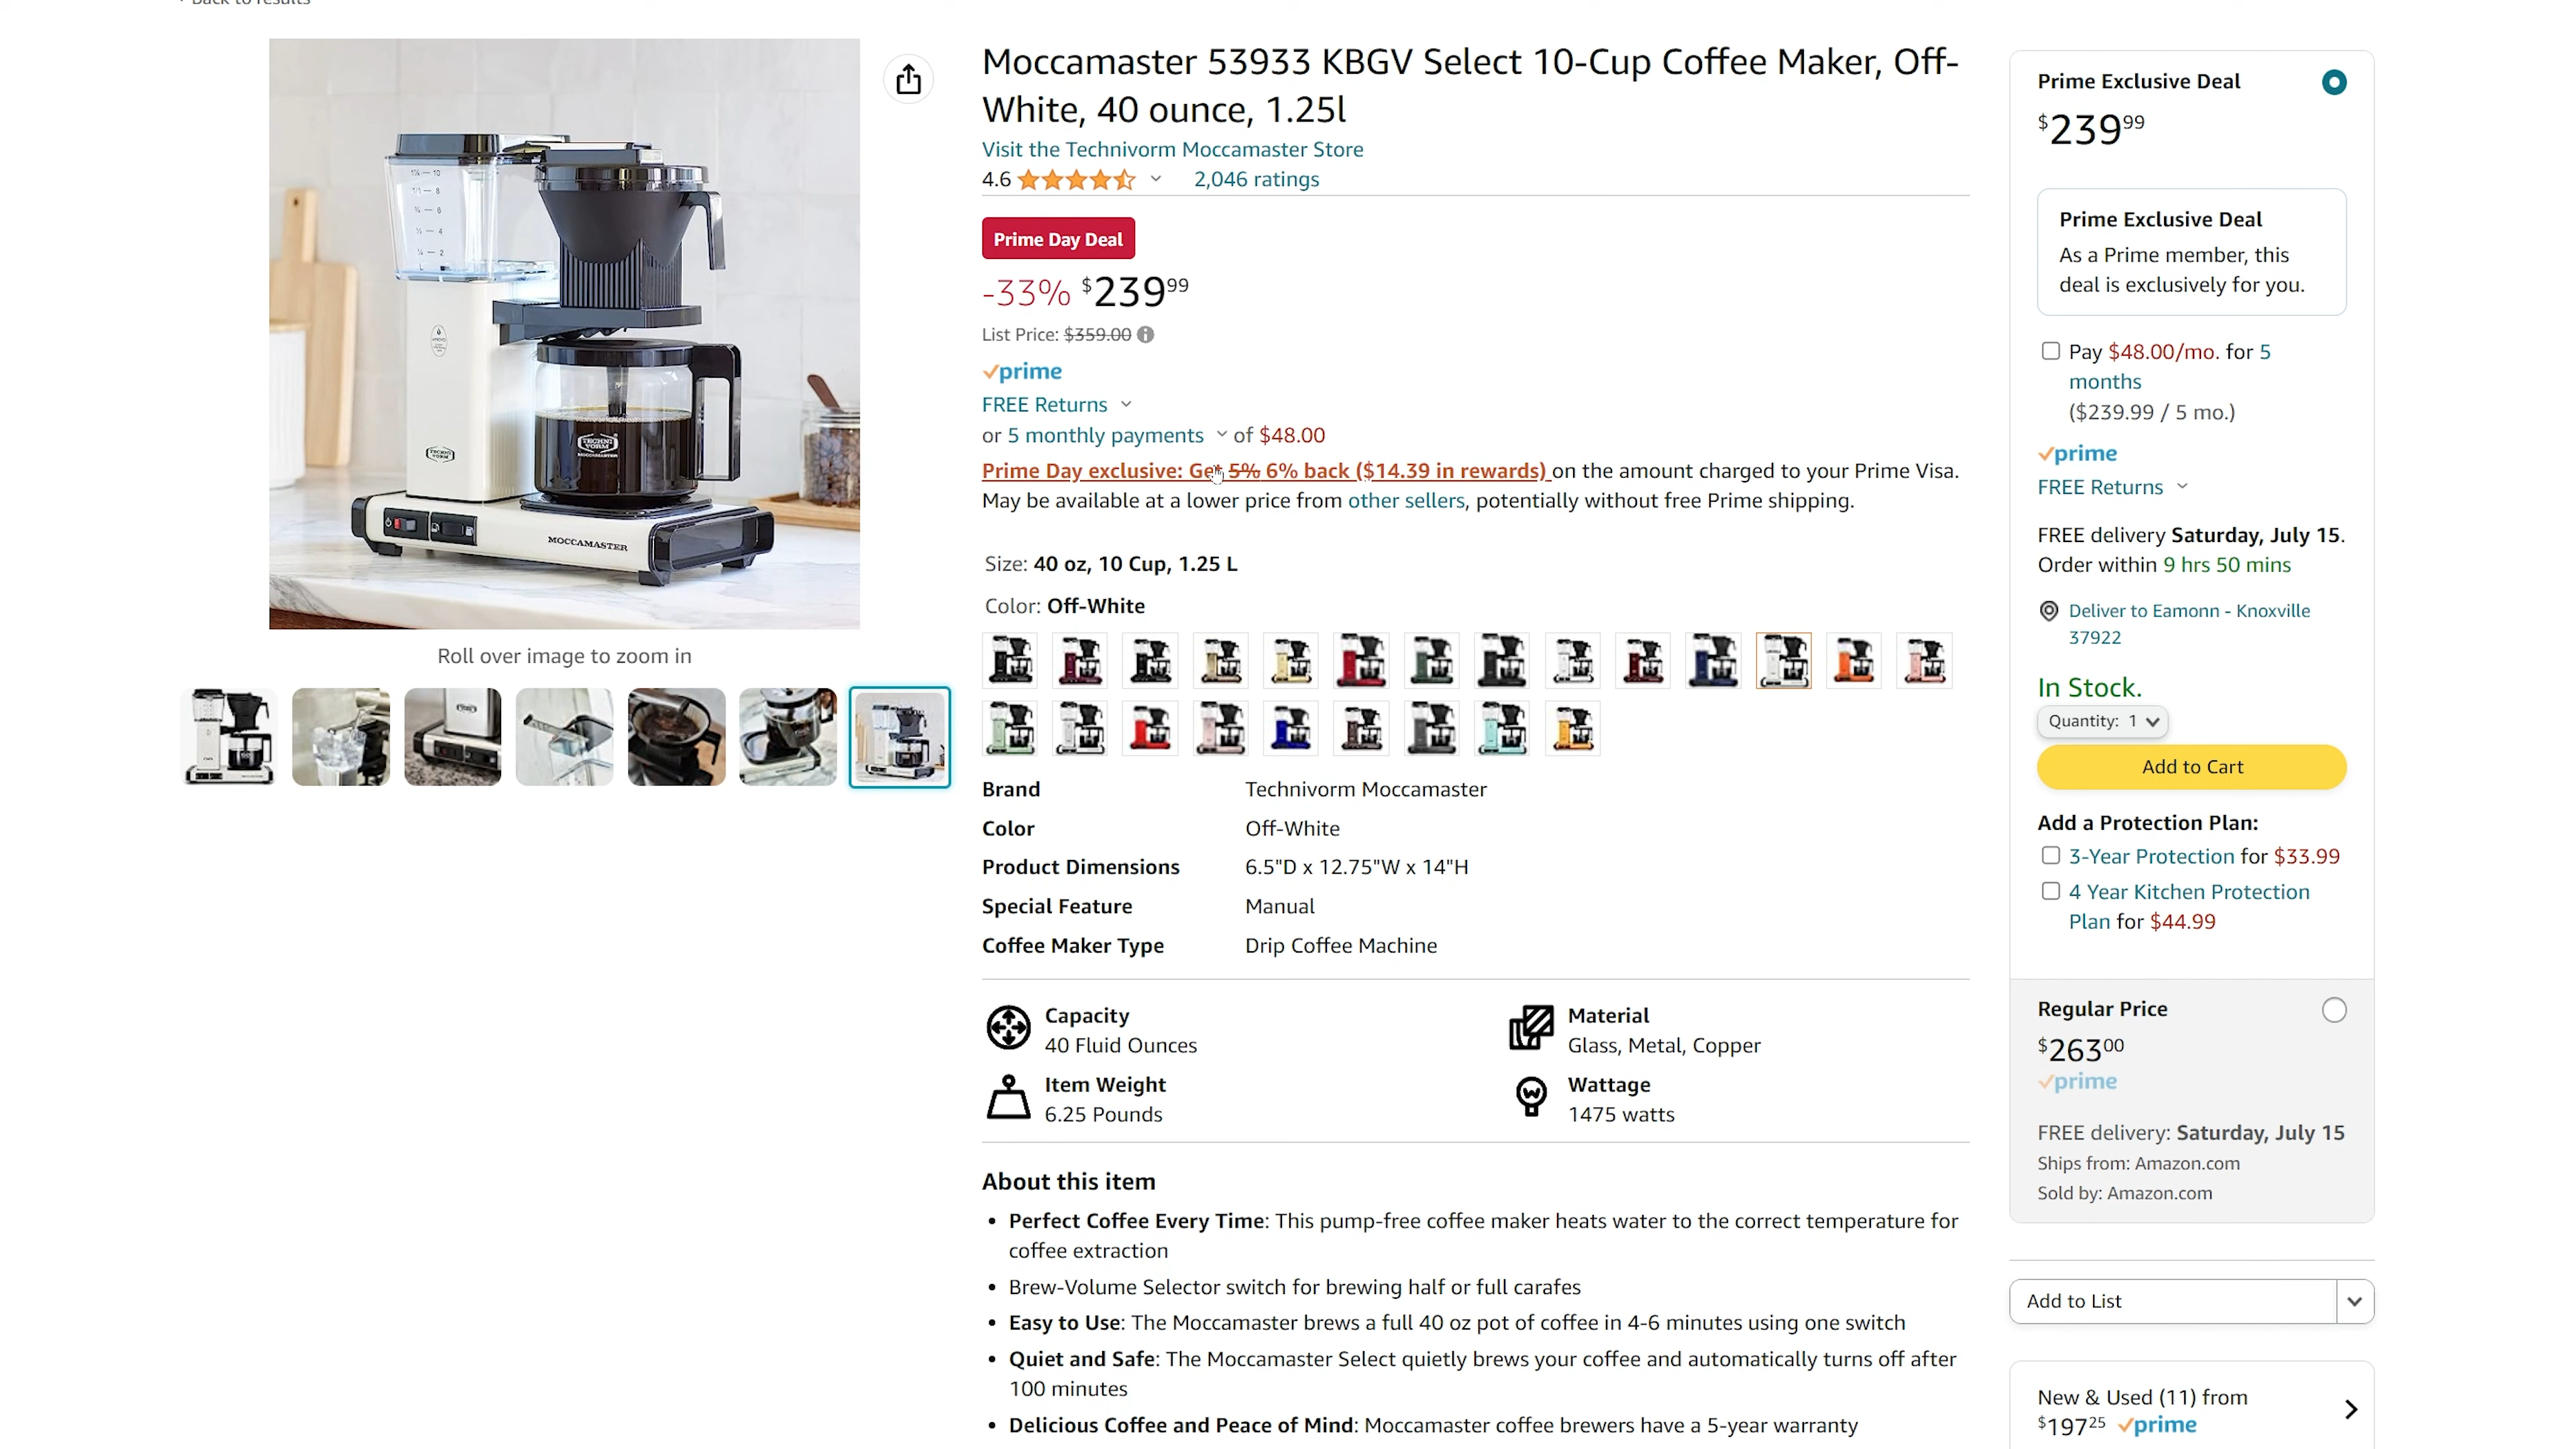 Back to results
Moccamaster 53933 KBGV Select 10-Cup Coffee Maker, Off-
White, 40 ounce, 1.25l
Visit the Technivorm Moccamaster Store
4.6 2,046 ratings
Prime Day Deal
-33% $239.99
List Price: $359.00
prime
FREE Returns
or 5 monthly payments of $48.00
Prime Day exclusive: Get 5% 6% back ($14.39 in rewards) on the amount charged to your Prime Visa.
May be available at a lower price from other sellers, potentially without free Prime shipping.
Size: 40 oz, 10 Cup, 1.25 L
Color: Off-White
Brand Technivorm Moccamaster
Color Off-White
Product Dimensions 6.5"D x 12.75"W x 14"H
Special Feature Manual
Coffee Maker Type Drip Coffee Machine
Capacity
40 Fluid Ounces
Material
Glass, Metal, Copper
Item Weight
6.25 Pounds
Wattage
1475 watts
About this item
• Perfect Coffee Every Time: This pump-free coffee maker heats water to the correct temperature for
coffee extraction
• Brew-Volume Selector switch for brewing half or full carafes
• Easy to Use: The Moccamaster brews a full 40 oz pot of coffee in 4-6 minutes using one switch
• Quiet and Safe: The Moccamaster Select quietly brews your coffee and automatically turns off after
100 minutes
• Delicious Coffee and Peace of Mind: Moccamaster coffee brewers have a 5-year warranty
TECHNI
VORM
MOCCAMASTER
MOCCAMASTER
Roll over image to zoom in
Prime Exclusive Deal
$239.99
Prime Exclusive Deal
As a Prime member, this
deal is exclusively for you.
Pay $48.00/mo. for 5
months
($239.99 / 5 mo.)
prime
FREE Returns
FREE delivery Saturday, July 15.
Order within 9 hrs 50 mins
Deliver to Eamonn - Knoxville
37922
In Stock.
Quantity: 1
Add to Cart
Add a Protection Plan:
3-Year Protection for $33.99
4 Year Kitchen Protection
Plan for $44.99
Regular Price
$263.00
prime
FREE delivery: Saturday, July 15
Ships from: Amazon.com
Sold by: Amazon.com
Add to List
New & Used (11) from
$197.25 prime